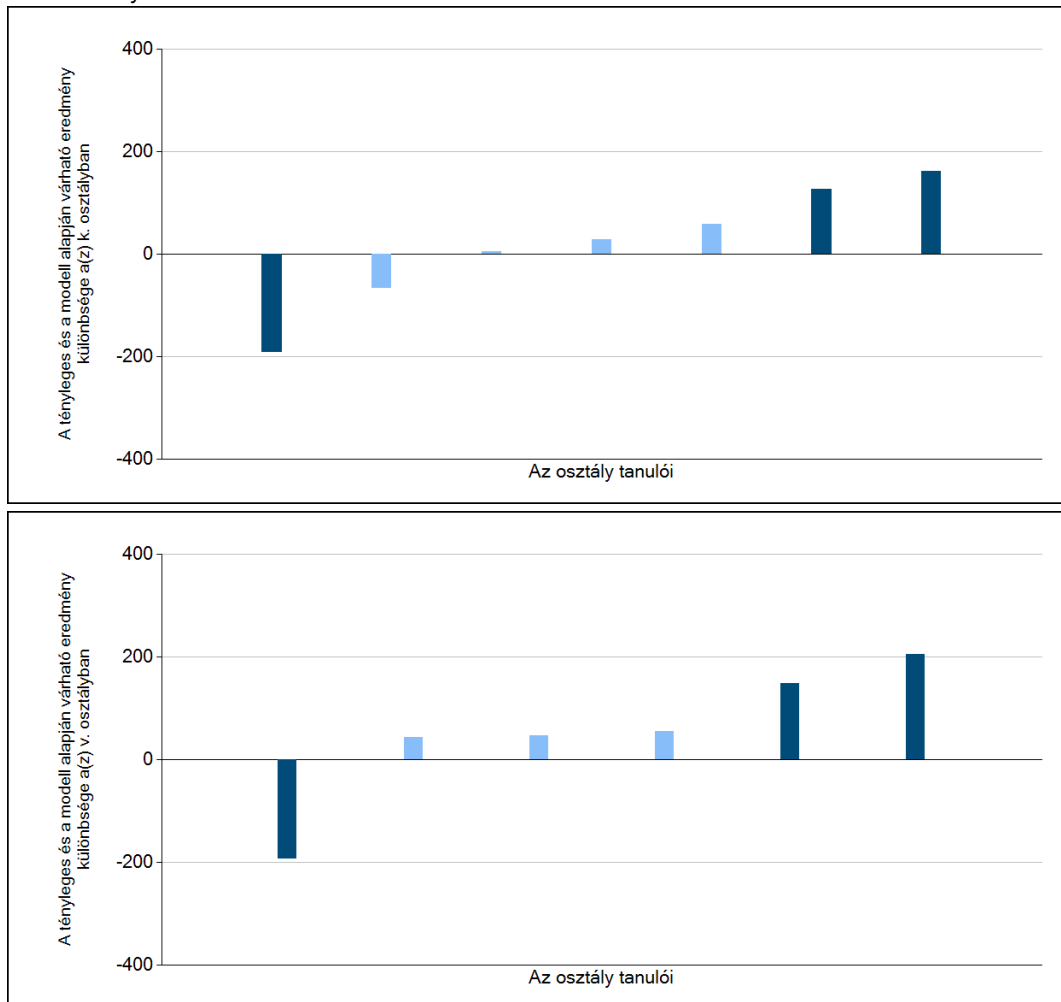 400
200
0
-200
-400
A tényleges és a modell alapján várható eredmény
különbsége a(z) k. osztályban
Az osztály tanulói
400
200
0
-200
-400
A tényleges és a modell alapján várható eredmény
különbsége a(z) v. osztályban
Az osztály tanulói